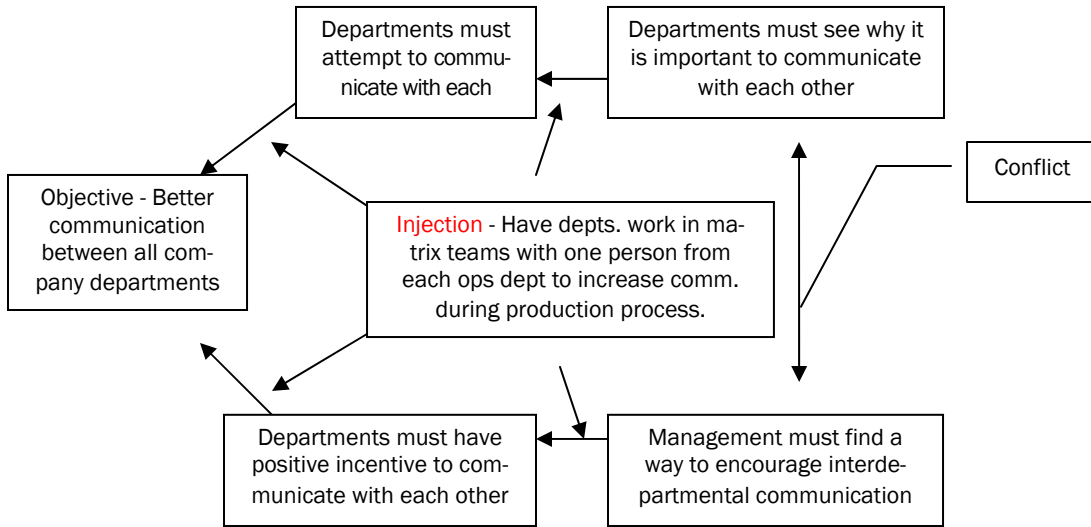 Departments must
attempt to commu-
nicate with each
Departments must see why it
is important to communicate
with each other
Conflict
Objective - Better
communication
between all com-
pany departments
Injection - Have depts. work in ma-
trix teams with one person from
each ops dept to increase comm.
during production process.
Departments must have
positive incentive to com-
municate with each other
Management must find a
way to encourage interde-
partmental communication